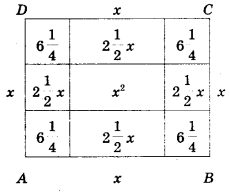 D x C
6 1/4 2 1/2 x 6 1/4
x 2 1/2 x x² 2 1/2 x x
6 1/4 2 1/2 x 6 1/4
A x B